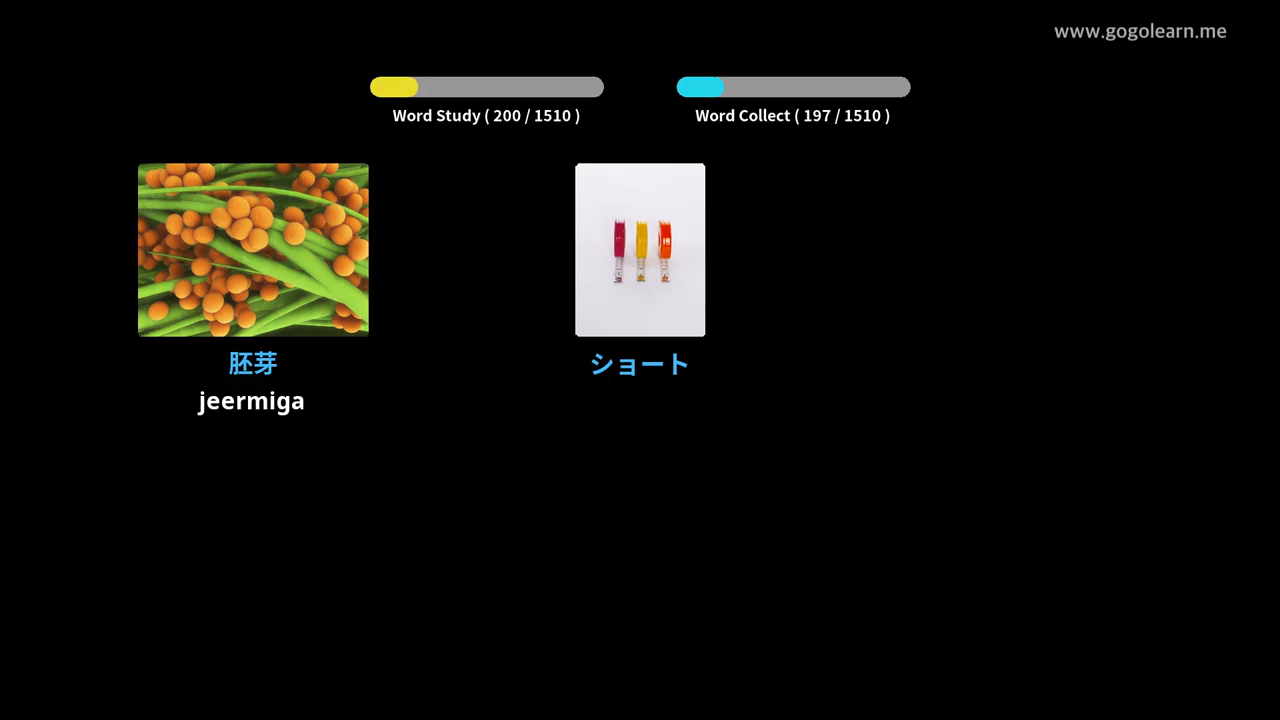 www.gogolearn.me
Word Study ( 200 / 1510 )
Word Collect ( 197 / 1510 )
胚芽
jeermiga
ショート